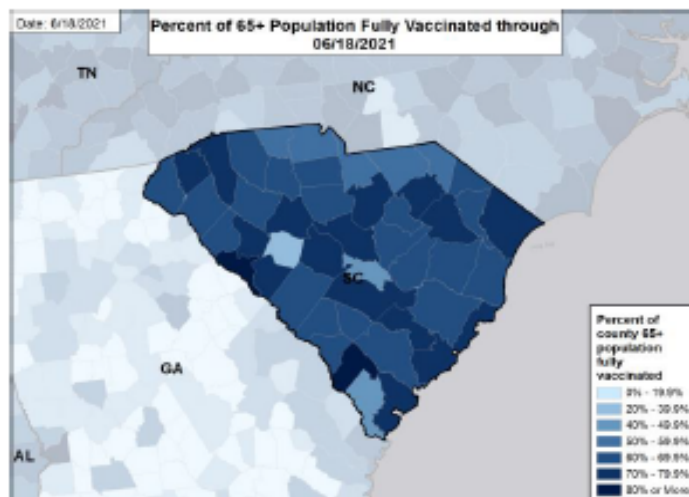 Date: 6/18/2021
Percent of 65+ Population Fully Vaccinated through
06/18/2021
TN
NC
SC
GA
AL
Percent of
county 65+
population
fully
vaccinated
0% - 19.9%
20% - 39.9%
40% - 49.9%
50% - 59.9%
60% - 69.9%
70% - 79.9%
80% or More